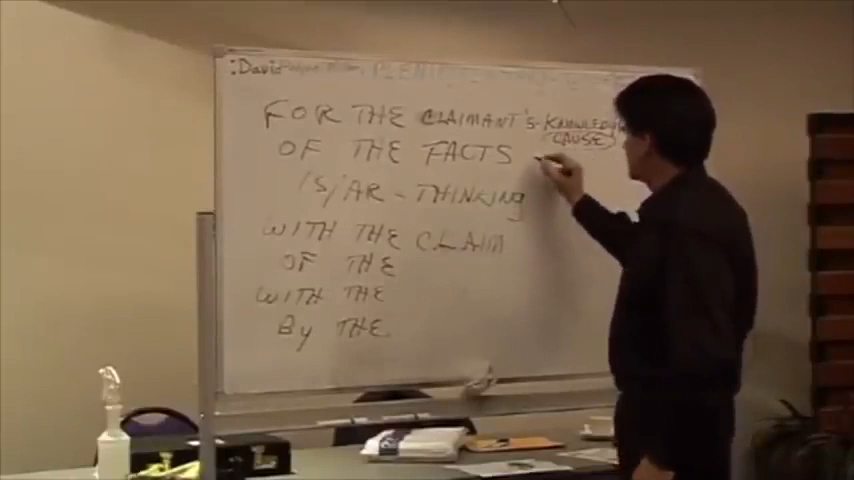 :David
FOR THE CLAIMANT'S-KNOWLEDGE
CAUSE
OF THE FACTS
IS/AR-THINKING
WITH THE CLAIM
OF THE
WITH THE
By THE